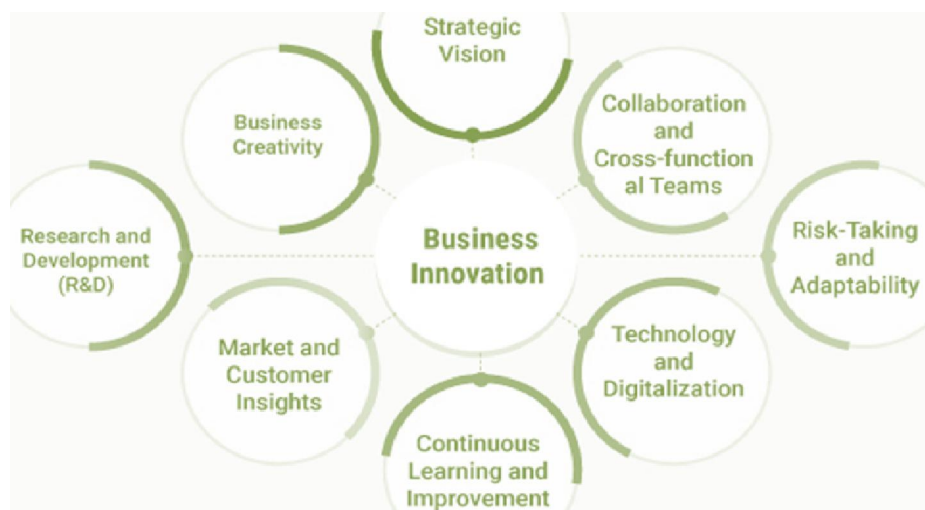 Strategic
Vision
Business
Creativity
Collaboration
and
Cross-function
al Teams
Research and
Development
(R&D)
Business
Innovation
Risk-Taking
and
Adaptability
Market and
Customer
Insights
Technology
and
Digitalization
Continuous
Learning and
Improvement